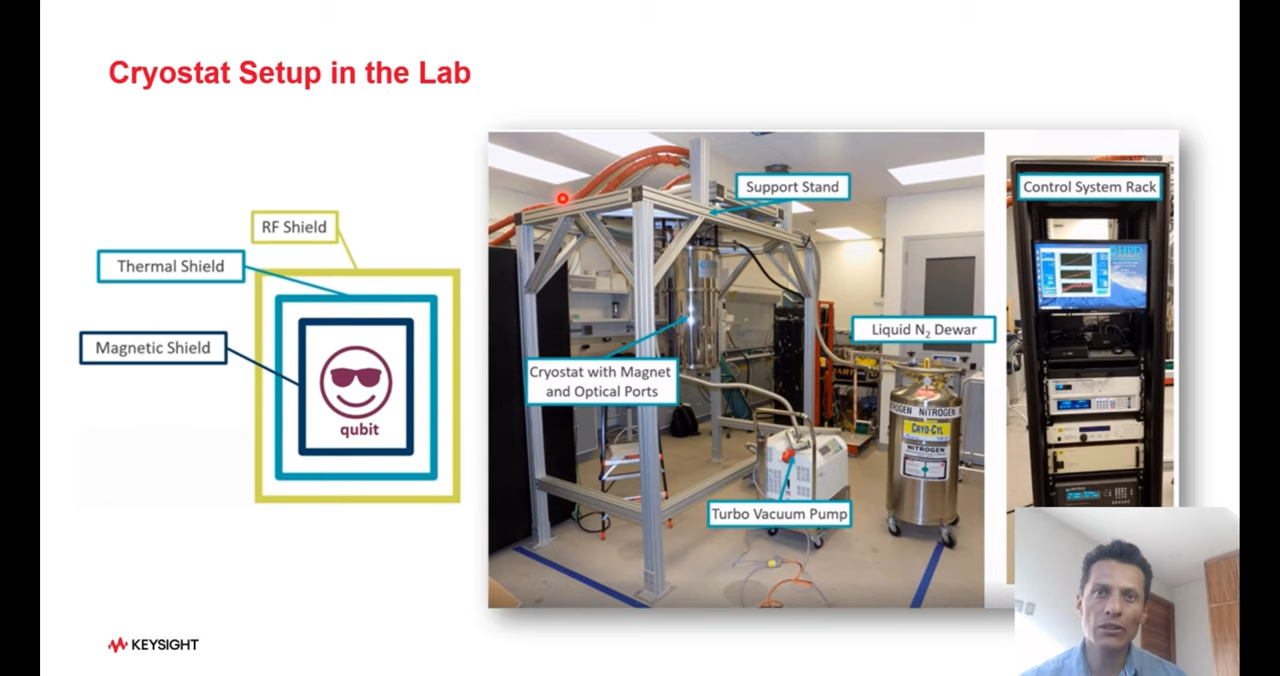 Cryostat Setup in the Lab
RF Shield
Thermal Shield
Magnetic Shield
qubit
Support Stand
Control System Rack
HPD
Liquid N₂ Dewar
Cryostat with Magnet
and Optical Ports
NITROGEN
CRYO-CYL
NITROGEN
Turbo Vacuum Pump
KEYSIGHT